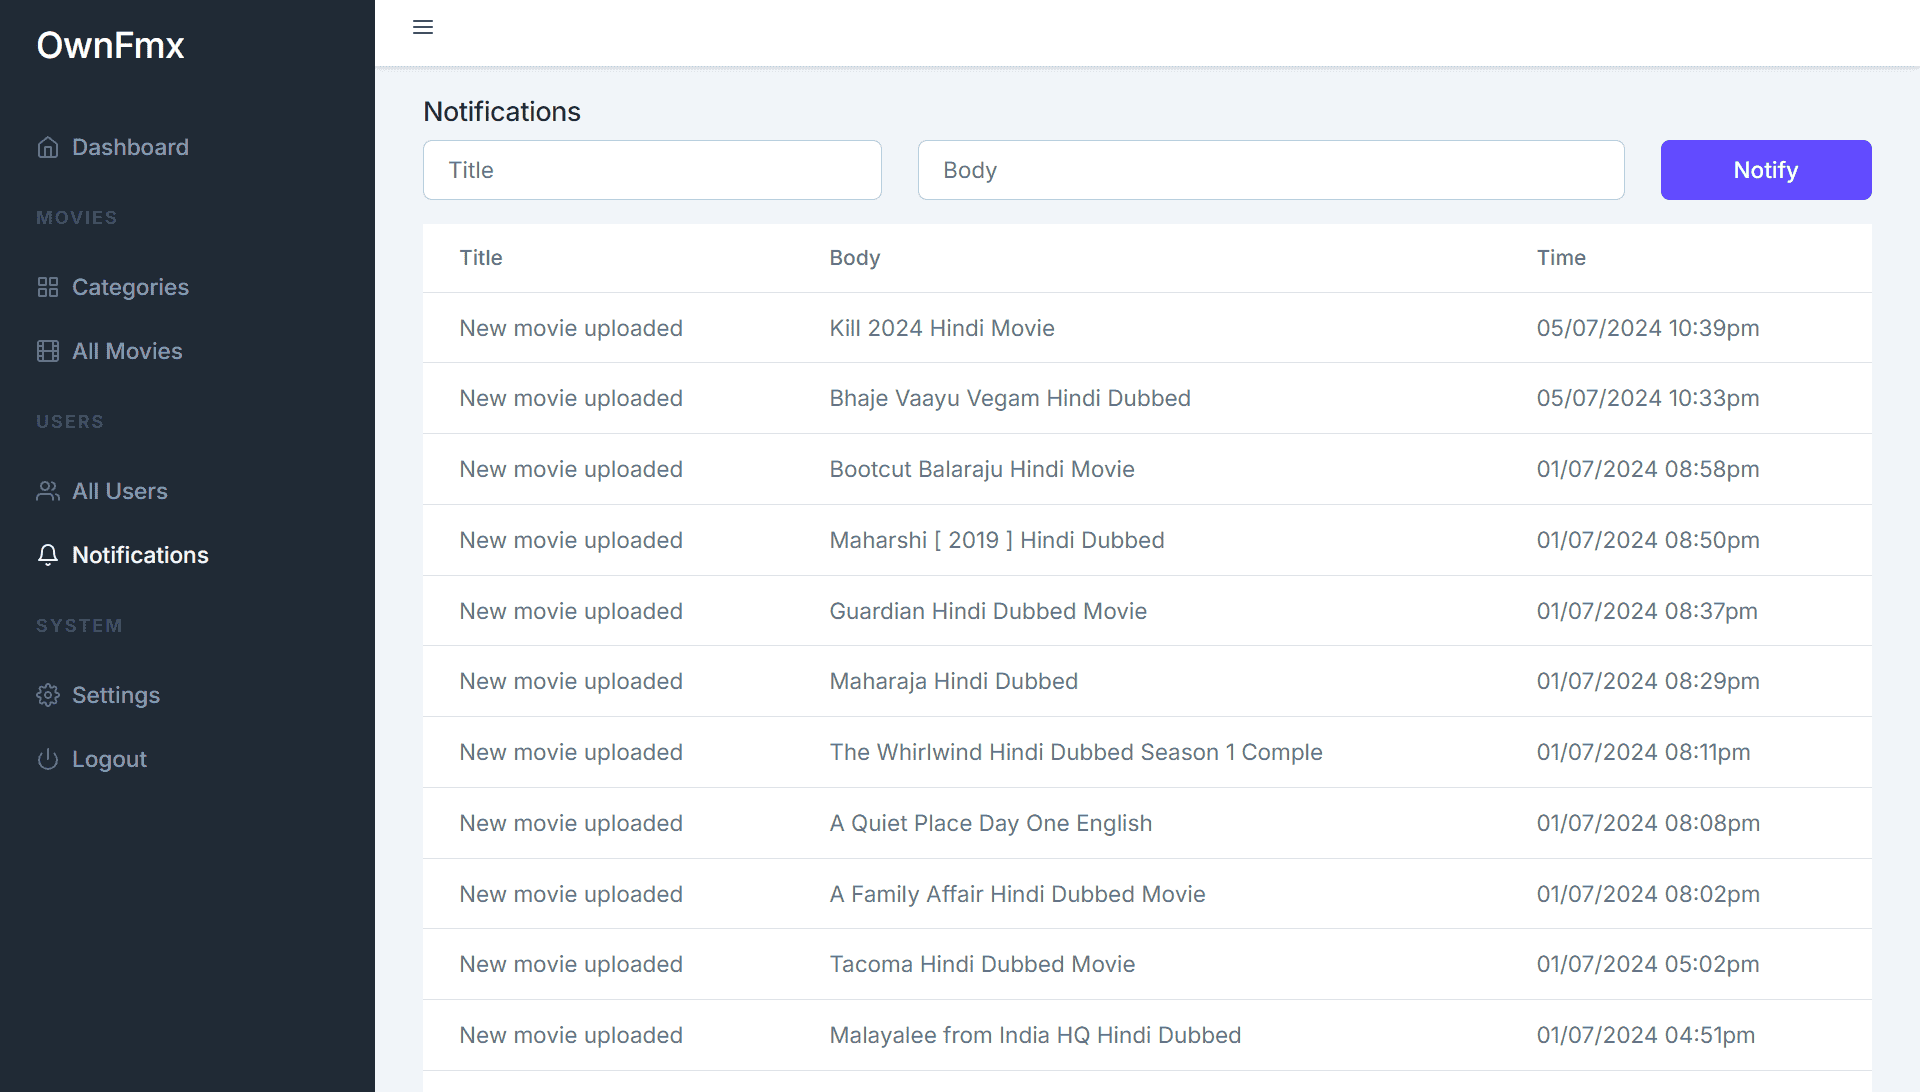 OwnFmx
Dashboard
MOVIES
Categories
All Movies
USERS
All Users
Notifications
SYSTEM
Settings
Logout
Notifications
Title
Body
Notify
Title Body Time
New movie uploaded Kill 2024 Hindi Movie 05/07/2024 10:39pm
New movie uploaded Bhaje Vaayu Vegam Hindi Dubbed 05/07/2024 10:33pm
New movie uploaded Bootcut Balaraju Hindi Movie 01/07/2024 08:58pm
New movie uploaded Maharshi [ 2019 ] Hindi Dubbed 01/07/2024 08:50pm
New movie uploaded Guardian Hindi Dubbed Movie 01/07/2024 08:37pm
New movie uploaded Maharaja Hindi Dubbed 01/07/2024 08:29pm
New movie uploaded The Whirlwind Hindi Dubbed Season 1 Comple 01/07/2024 08:11pm
New movie uploaded A Quiet Place Day One English 01/07/2024 08:08pm
New movie uploaded A Family Affair Hindi Dubbed Movie 01/07/2024 08:02pm
New movie uploaded Tacoma Hindi Dubbed Movie 01/07/2024 05:02pm
New movie uploaded Malayalee from India HQ Hindi Dubbed 01/07/2024 04:51pm